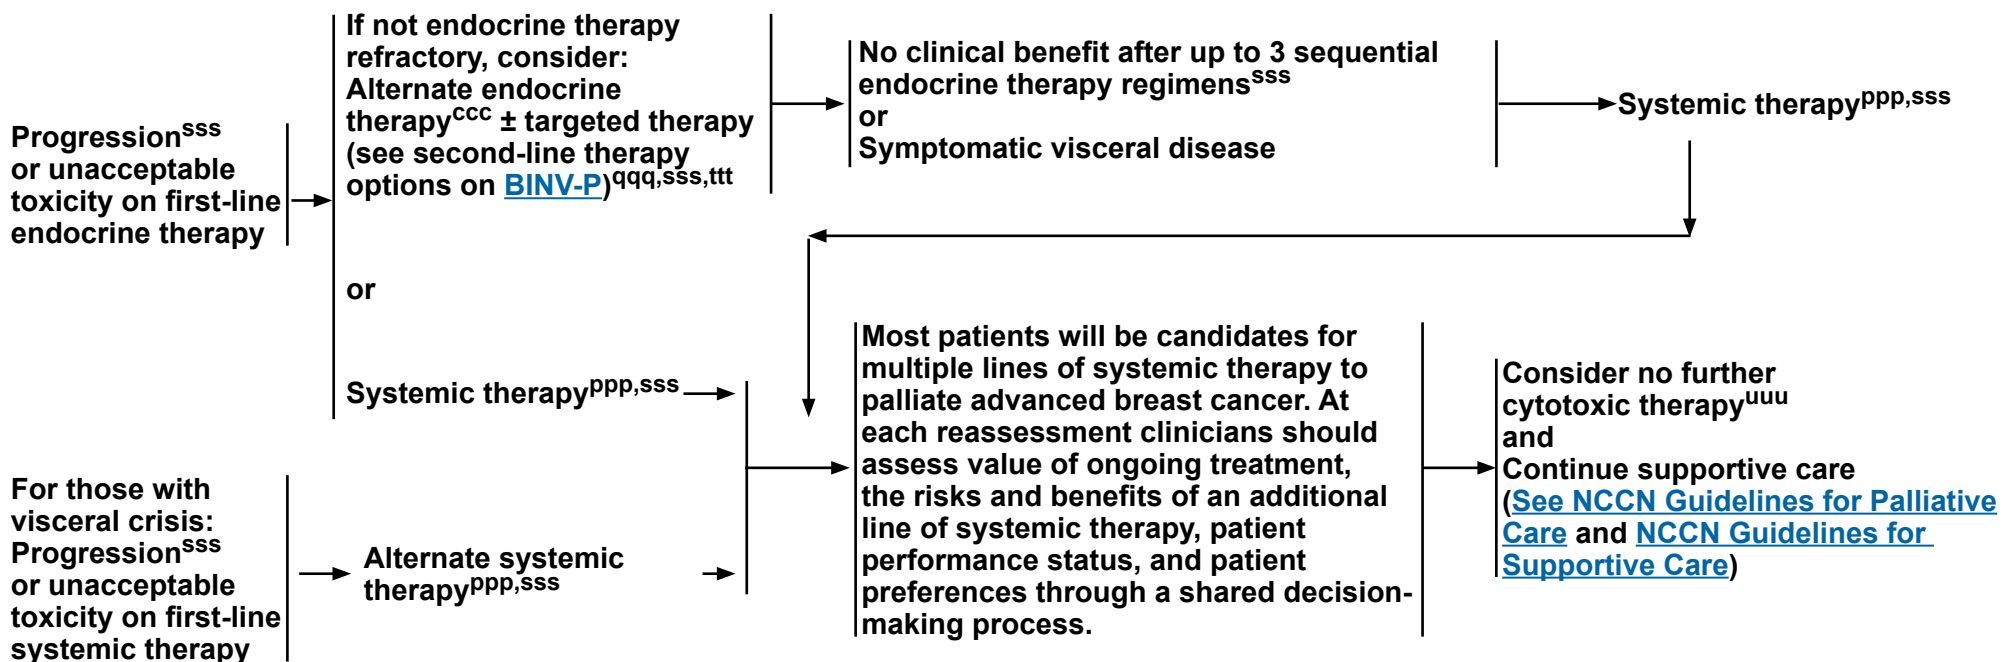 Progression^sss
or unacceptable
toxicity on first-line
endocrine therapy
If not endocrine therapy
refractory, consider:
Alternate endocrine
therapy^ccc ± targeted therapy
(see second-line therapy
options on BINV-P)^qqq,sss,ttt
or
Systemic therapy^ppp,sss
No clinical benefit after up to 3 sequential
endocrine therapy regimens^sss
or
Symptomatic visceral disease
Systemic therapy^ppp,sss
For those with
visceral crisis:
Progression^sss
or unacceptable
toxicity on first-line
systemic therapy
Alternate systemic
therapy^ppp,sss
Most patients will be candidates for
multiple lines of systemic therapy to
palliate advanced breast cancer. At
each reassessment clinicians should
assess value of ongoing treatment,
the risks and benefits of an additional
line of systemic therapy, patient
performance status, and patient
preferences through a shared decision-
making process.
Consider no further
cytotoxic therapy^uuu
and
Continue supportive care
(See NCCN Guidelines for Palliative
Care and NCCN Guidelines for
Supportive Care)